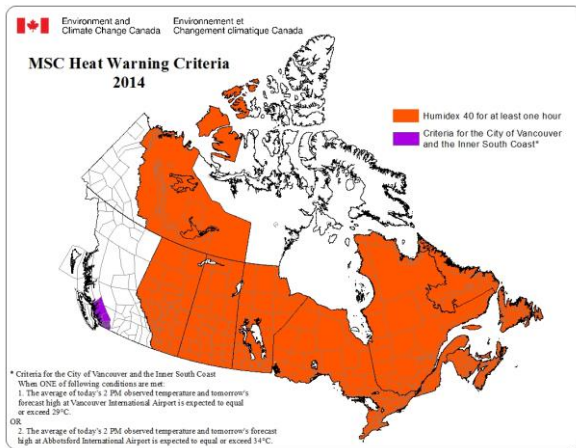 Environment and Climate Change Canada
Environnement et Changement climatique Canada
MSC Heat Warning Criteria
2014
Humidex 40 for at least one hour
Criteria for the City of Vancouver
and the Inner South Coast*
* Criteria for the City of Vancouver and the Inner South Coast
When ONE of following conditions are met:
1. The average of today's 2 PM observed temperature and tomorrow's
forecast high at Vancouver International Airport is expected to equal
or exceed 29°C.
OR
2. The average of today's 2 PM observed temperature and tomorrow's forecast
high at Abbotsford International Airport is expected to equal or exceed 34°C.